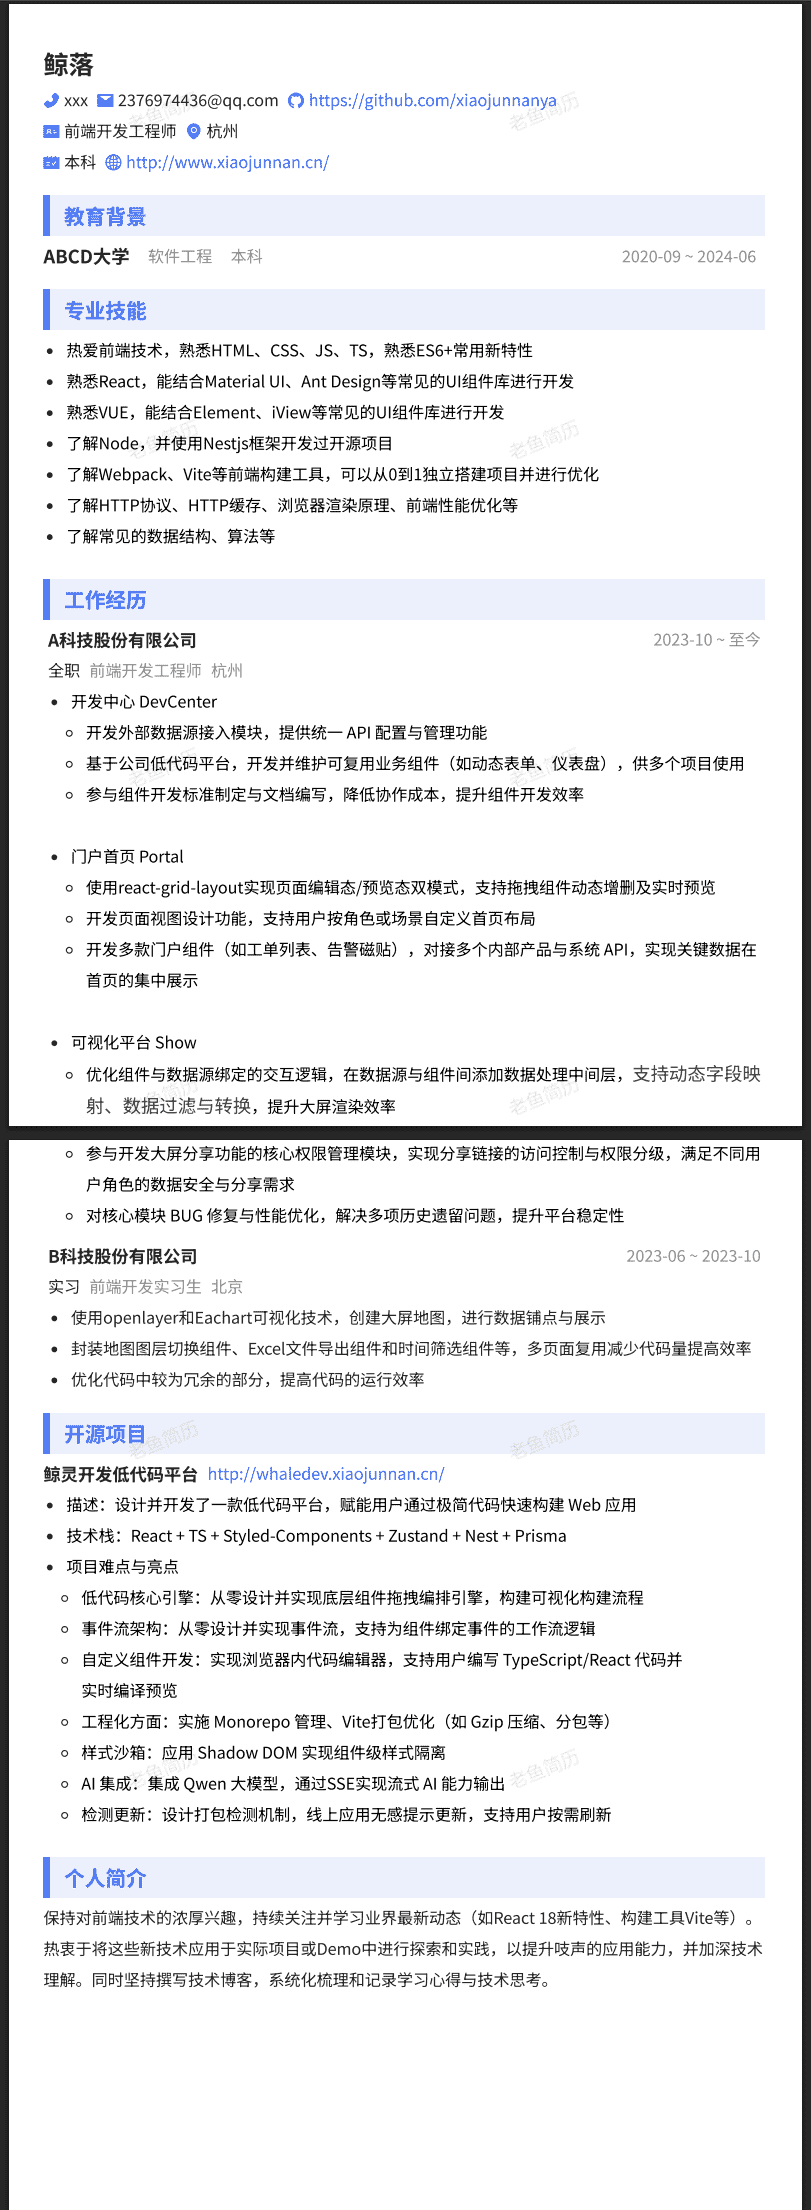 鲸落
xxx 2376974436@qq.com https://github.com/xiaojunnanya
前端开发工程师 杭州
本科 http://www.xiaojunnan.cn/
教育背景
ABCD大学 软件工程 本科 2020-09 ~ 2024-06
专业技能
热爱前端技术，熟悉HTML、CSS、JS、TS，熟悉ES6+常用新特性
熟悉React，能结合Material UI、Ant Design等常见的UI组件库进行开发
熟悉VUE，能结合Element、iView等常见的UI组件库进行开发
了解Node，并使用Nestjs框架开发过开源项目
了解Webpack、Vite等前端构建工具，可以从0到1独立搭建项目并进行优化
了解HTTP协议、HTTP缓存、浏览器渲染原理、前端性能优化等
了解常见的数据结构、算法等
工作经历
A科技股份有限公司 2023-10 ~ 至今
全职 前端开发工程师 杭州
开发中心 DevCenter
开发外部数据源接入模块，提供统一 API 配置与管理功能
基于公司低代码平台，开发并维护可复用业务组件（如动态表单、仪表盘），供多个项目使用
参与组件开发标准制定与文档编写，降低协作成本，提升组件开发效率
门户首页 Portal
使用react-grid-layout实现页面编辑态/预览态双模式，支持拖拽组件动态增删及实时预览
开发页面视图设计功能，支持用户按角色或场景自定义首页布局
开发多款门户组件（如工单列表、告警磁贴），对接多个内部产品与系统 API，实现关键数据在
首页的集中展示
可视化平台 Show
优化组件与数据源绑定的交互逻辑，在数据源与组件间添加数据处理中间层，支持动态字段映
射、数据过滤与转换，提升大屏渲染效率
参与开发大屏分享功能的核心权限管理模块，实现分享链接的访问控制与权限分级，满足不同用
户角色的数据安全与分享需求
对核心模块 BUG 修复与性能优化，解决多项历史遗留问题，提升平台稳定性
B科技股份有限公司 2023-06 ~ 2023-10
实习 前端开发实习生 北京
使用openlayer和Eachart可视化技术，创建大屏地图，进行数据铺点与展示
封装地图图层切换组件、Excel文件导出组件和时间筛选组件等，多页面复用减少代码量提高效率
优化代码中较为冗余的部分，提高代码的运行效率
开源项目
鲸灵开发低代码平台 http://whaledev.xiaojunnan.cn/
描述：设计并开发了一款低代码平台，赋能用户通过极简代码快速构建 Web 应用
技术栈：React + TS + Styled-Components + Zustand + Nest + Prisma
项目难点与亮点
低代码核心引擎：从零设计并实现底层组件拖拽编排引擎，构建可视化构建流程
事件流架构：从零设计并实现事件流，支持为组件绑定事件的工作流逻辑
自定义组件开发：实现浏览器内代码编辑器，支持用户编写 TypeScript/React 代码并
实时编译预览
工程化方面：实施 Monorepo 管理、Vite打包优化（如 Gzip 压缩、分包等）
样式沙箱：应用 Shadow DOM 实现组件级样式隔离
AI 集成：集成 Qwen 大模型，通过SSE实现流式 AI 能力输出
检测更新：设计打包检测机制，线上应用无感提示更新，支持用户按需刷新
个人简介
保持对前端技术的浓厚兴趣，持续关注并学习业界最新动态（如React 18新特性、构建工具Vite等）。
热衷于将这些新技术应用于实际项目或Demo中进行探索和实践，以提升吱声的应用能力，并加深技术
理解。同时坚持撰写技术博客，系统化梳理和记录学习心得与技术思考。
老鱼简历
老鱼简历
老鱼简历
老鱼简历
老鱼简历
老鱼简历
老鱼简历
老鱼简历
老鱼简历
老鱼简历
老鱼简历
老鱼简历